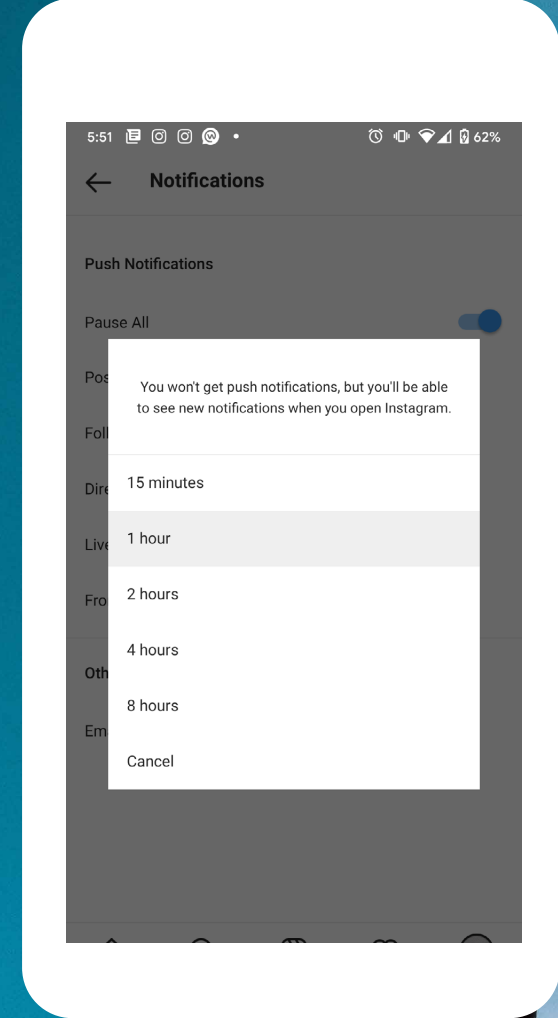 5:51 62%
Notifications
Push Notifications
Pause All
You won't get push notifications, but you'll be able
to see new notifications when you open Instagram.
15 minutes
1 hour
2 hours
4 hours
8 hours
Cancel